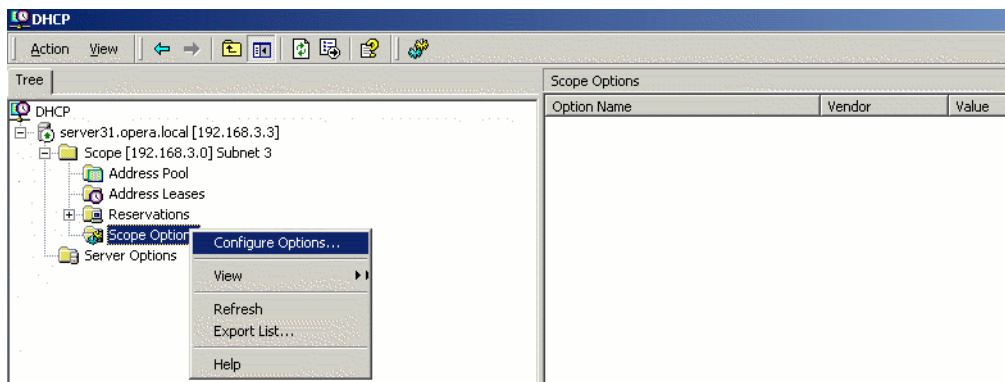 DHCP
Action View
Tree
Scope Options
Option Name Vendor Value
DHCP
server31.opera.local [192.168.3.3]
Scope [192.168.3.0] Subnet 3
Address Pool
Address Leases
Reservations
Scope Option
Server Options
Configure Options...
View
Refresh
Export List...
Help